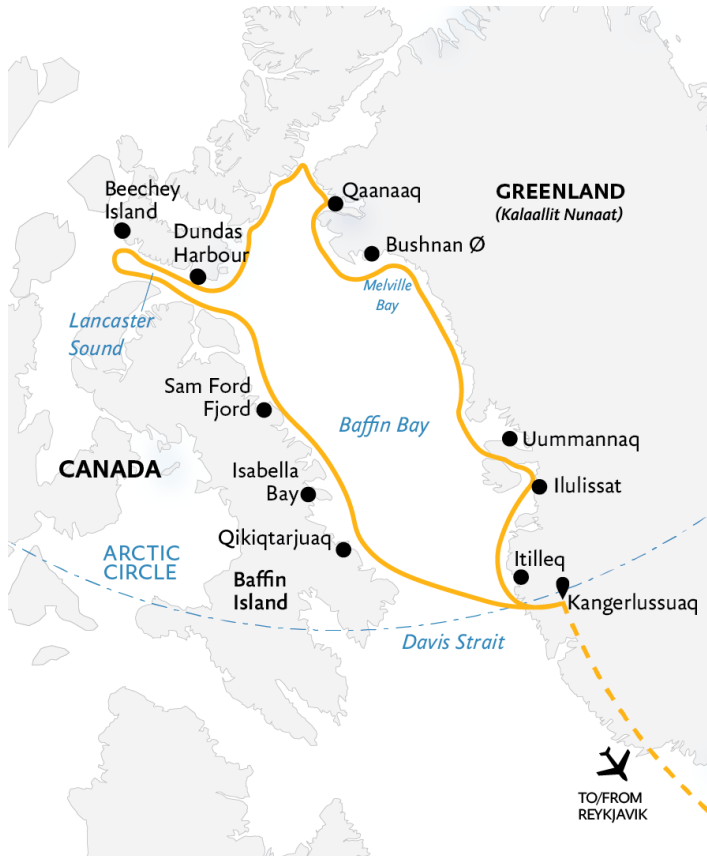 Beechey
Island
Qaanaaq
GREENLAND
(Kalaallit Nunaat)
Dundas
Harbour
Bushnan Ø
Melville
Bay
Lancaster
Sound
Sam Ford
Fjord
Baffin Bay
Uummannaq
CANADA
Isabella
Bay
Ilulissat
Qikiqtarjuaq
ARCTIC
CIRCLE
Itilleq
Baffin
Island
Kangerlussuaq
Davis Strait
TO/FROM
REYKJAVIK